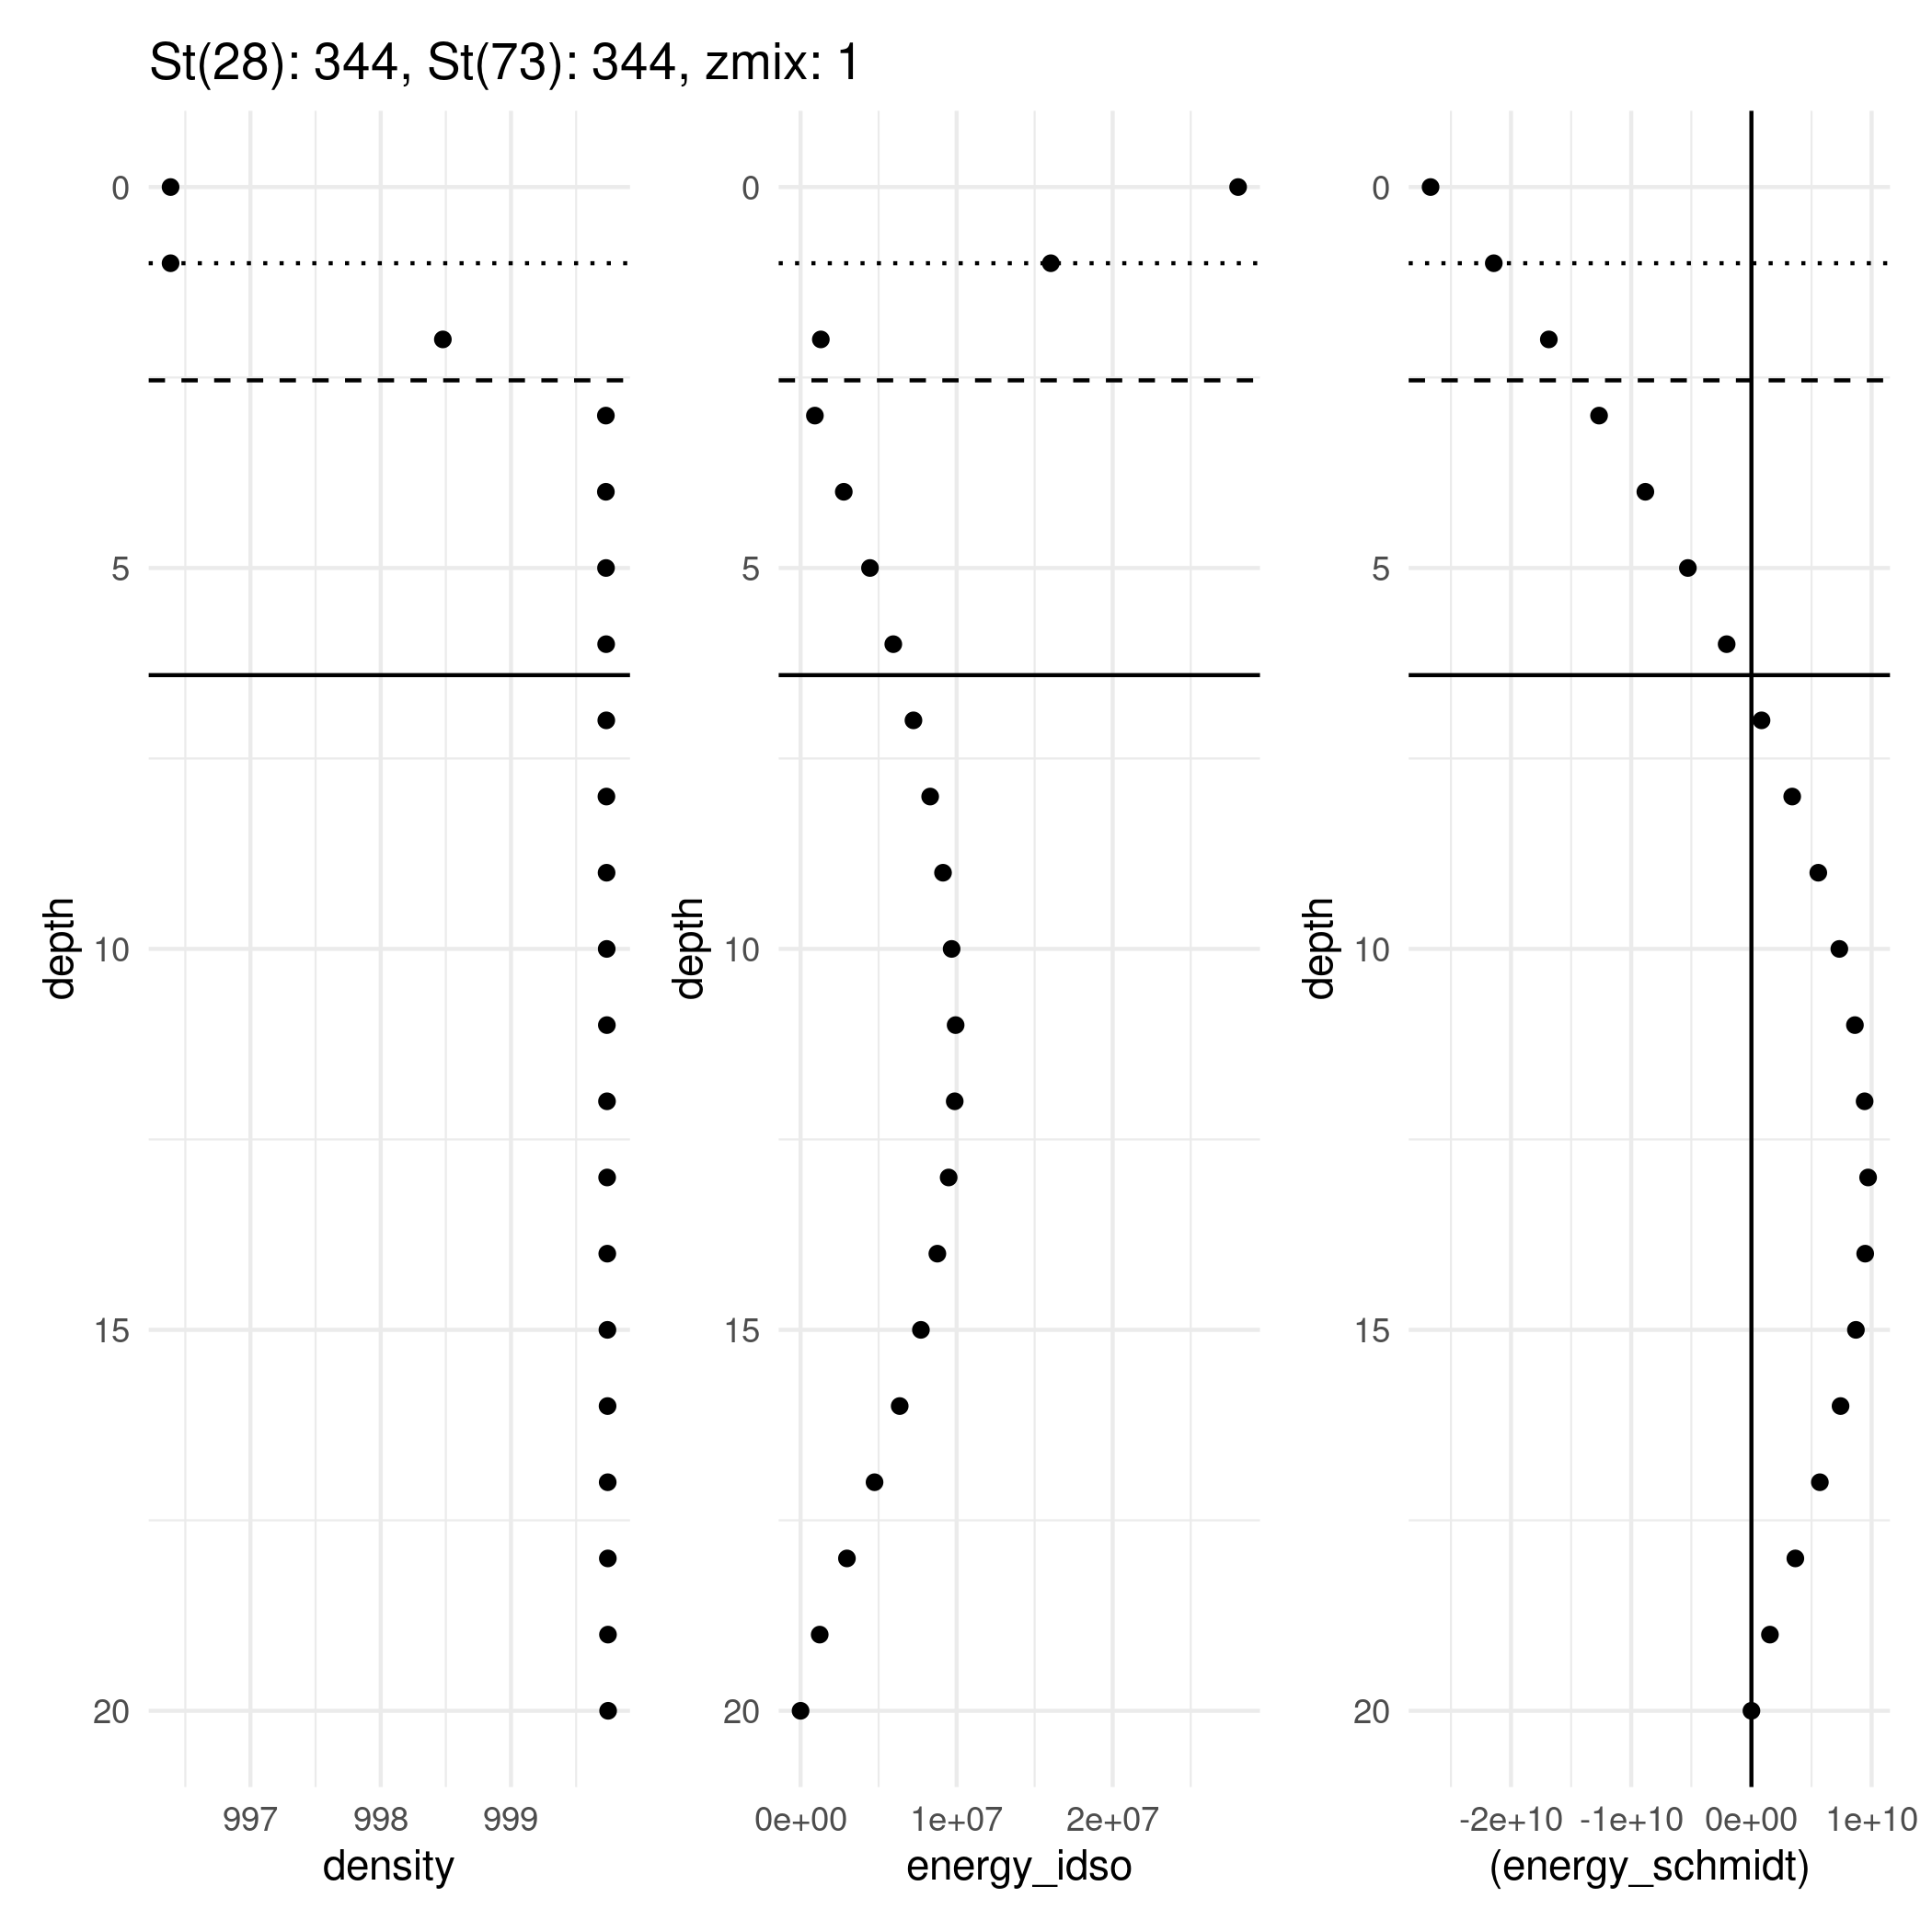 St(28): 344, St(73): 344, zmix: 1
depth
0
5
10
15
20
997 998 999
density
depth
0
5
10
15
20
0e+00 1e+07 2e+07
energy_idso
depth
0
5
10
15
20
-2e+10 -1e+10 0e+00 1e+10
(energy_schmidt)